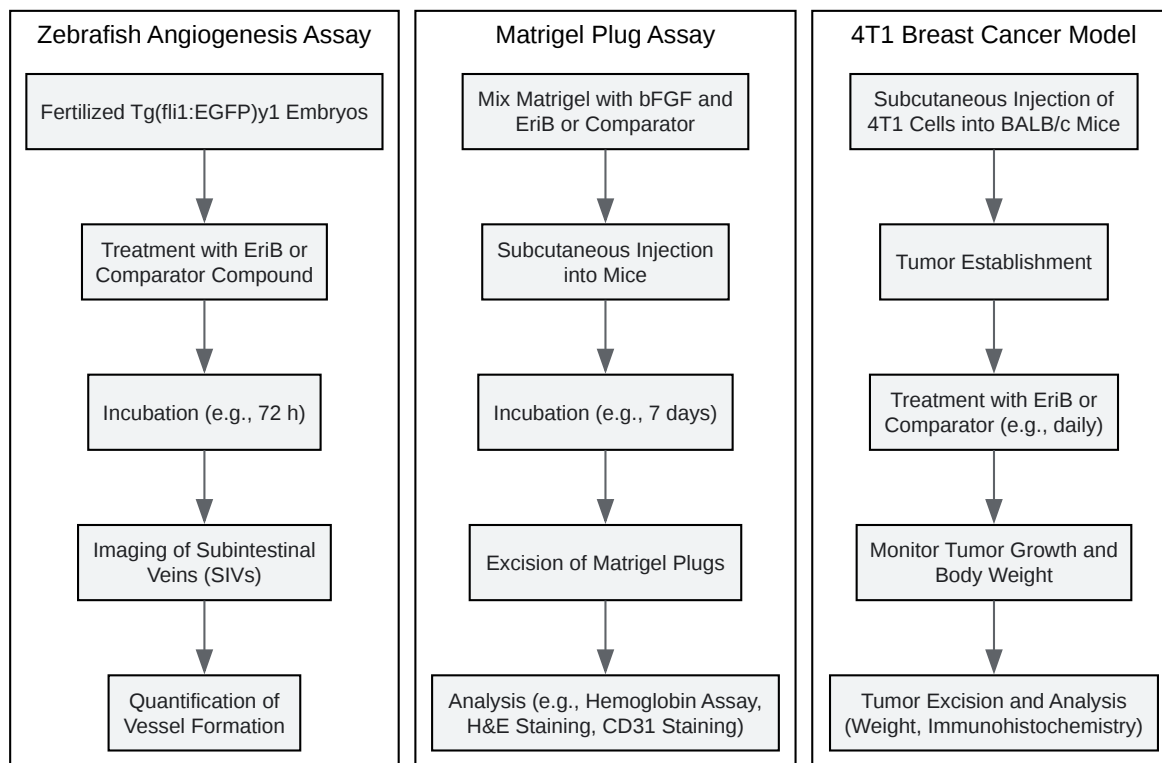 Zebrafish Angiogenesis Assay
Fertilized Tg(fli1:EGFP)y1 Embryos
Treatment with EriB or
Comparator Compound
Incubation (e.g., 72 h)
Imaging of Subintestinal
Veins (SIVs)
Quantification of
Vessel Formation
Matrigel Plug Assay
Mix Matrigel with bFGF and
EriB or Comparator
Subcutaneous Injection
into Mice
Incubation (e.g., 7 days)
Excision of Matrigel Plugs
Analysis (e.g., Hemoglobin Assay,
H&E Staining, CD31 Staining)
4T1 Breast Cancer Model
Subcutaneous Injection of
4T1 Cells into BALB/c Mice
Tumor Establishment
Treatment with EriB or
Comparator (e.g., daily)
Monitor Tumor Growth and
Body Weight
Tumor Excision and Analysis
(Weight, Immunohistochemistry)